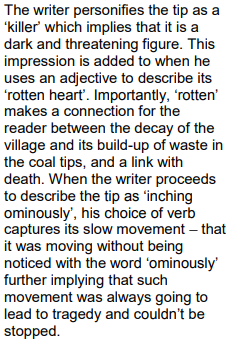 The writer personifies the tip as a
‘killer’ which implies that it is a
dark and threatening figure. This
impression is added to when he
uses an adjective to describe its
‘rotten heart’. Importantly, ‘rotten’
makes a connection for the
reader between the decay of the
village and its build-up of waste in
the coal tips, and a link with
death. When the writer proceeds
to describe the tip as ‘inching
ominously’, his choice of verb
captures its slow movement – that
it was moving without being
noticed with the word ‘ominously’
further implying that such
movement was always going to
lead to tragedy and couldn’t be
stopped.